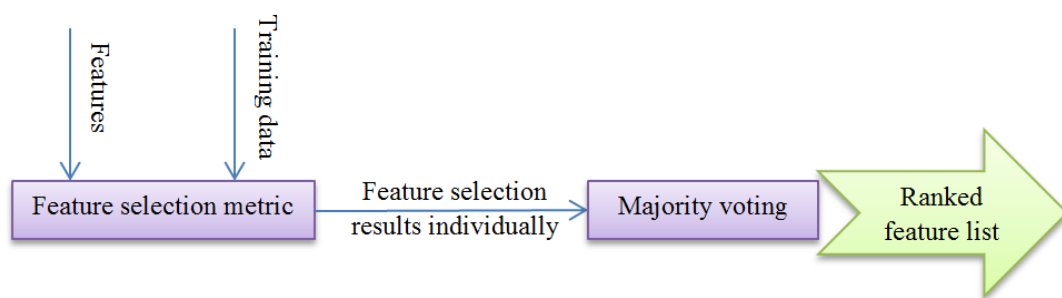 Features
Training data
Feature selection metric
Feature selection
results individually
Majority voting
Ranked
feature list